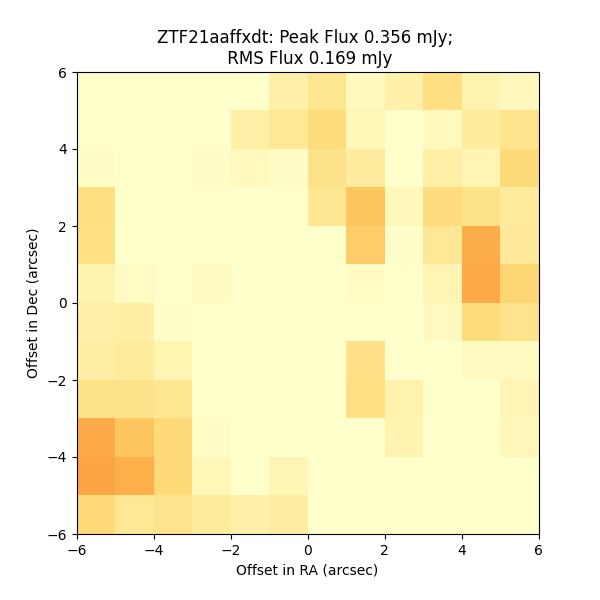 ZTF21aaffxdt: Peak Flux 0.356 mJy;
RMS Flux 0.169 mJy
6
4
2
0
−2
−4
−6
Offset in Dec (arcsec)
−6 −4 −2 0 2 4 6
Offset in RA (arcsec)